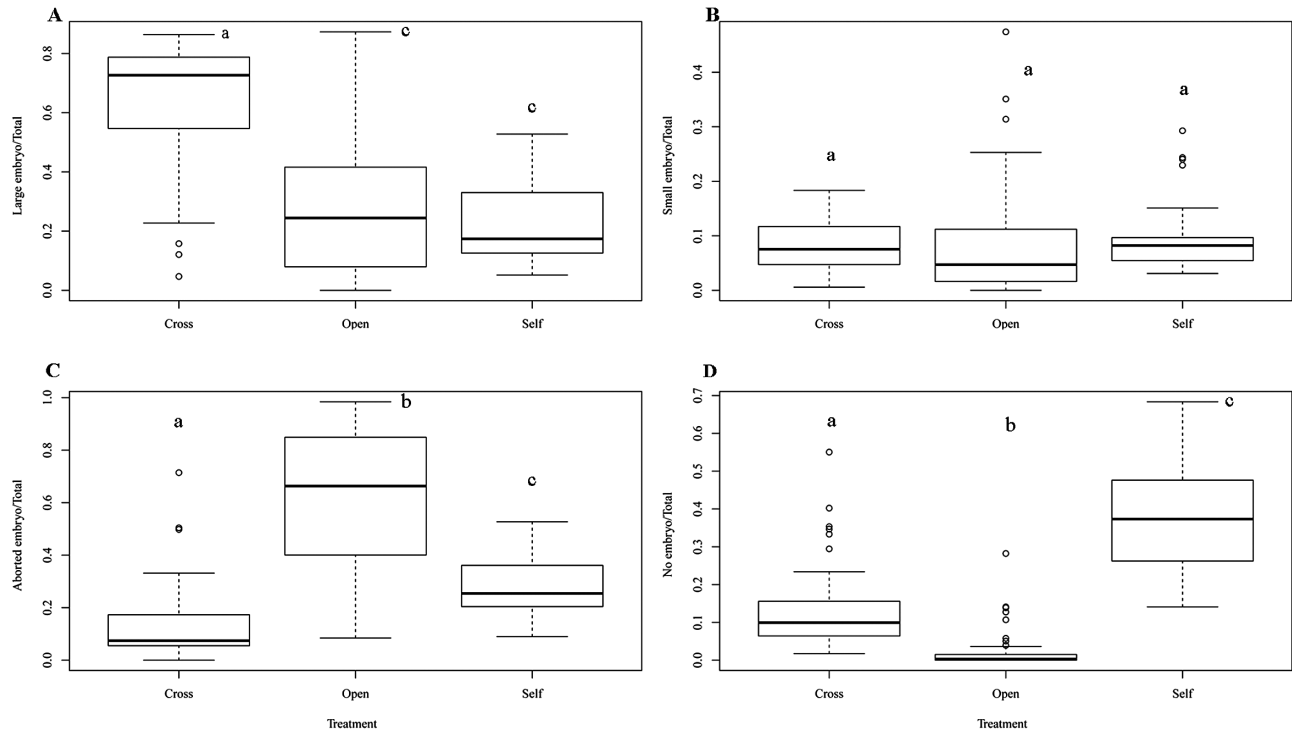 A
Large embryo/Total
0.8
0.6
0.4
0.2
0.0
a
c
c
Cross
Open
Self
B
Small embryo/Total
0.4
0.3
0.2
0.1
0.0
a
a
a
Cross
Open
Self
C
Aborted embryo/Total
1.0
0.8
0.6
0.4
0.2
0.0
a
b
c
Cross
Open
Self
Treatment
D
No embryo/Total
0.7
0.6
0.5
0.4
0.3
0.2
0.1
0.0
a
b
c
Cross
Open
Self
Treatment